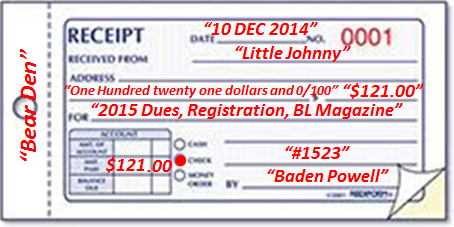 RECEIPT DATE "10 DEC 2014" NO. 0001
RECEIVED FROM "Little Johnny"
ADDRESS
"One Hundred twenty one dollars and 0/100" "$121.00"
FOR "2015 Dues, Registration, BL Magazine"
ACCOUNT
AMT. OF ACCOUNT
AMT. PAID $121.00
BALANCE DUE
CASH
CHECK "#1523"
MONEY ORDER
BY "Baden Powell"
"Bear Den"